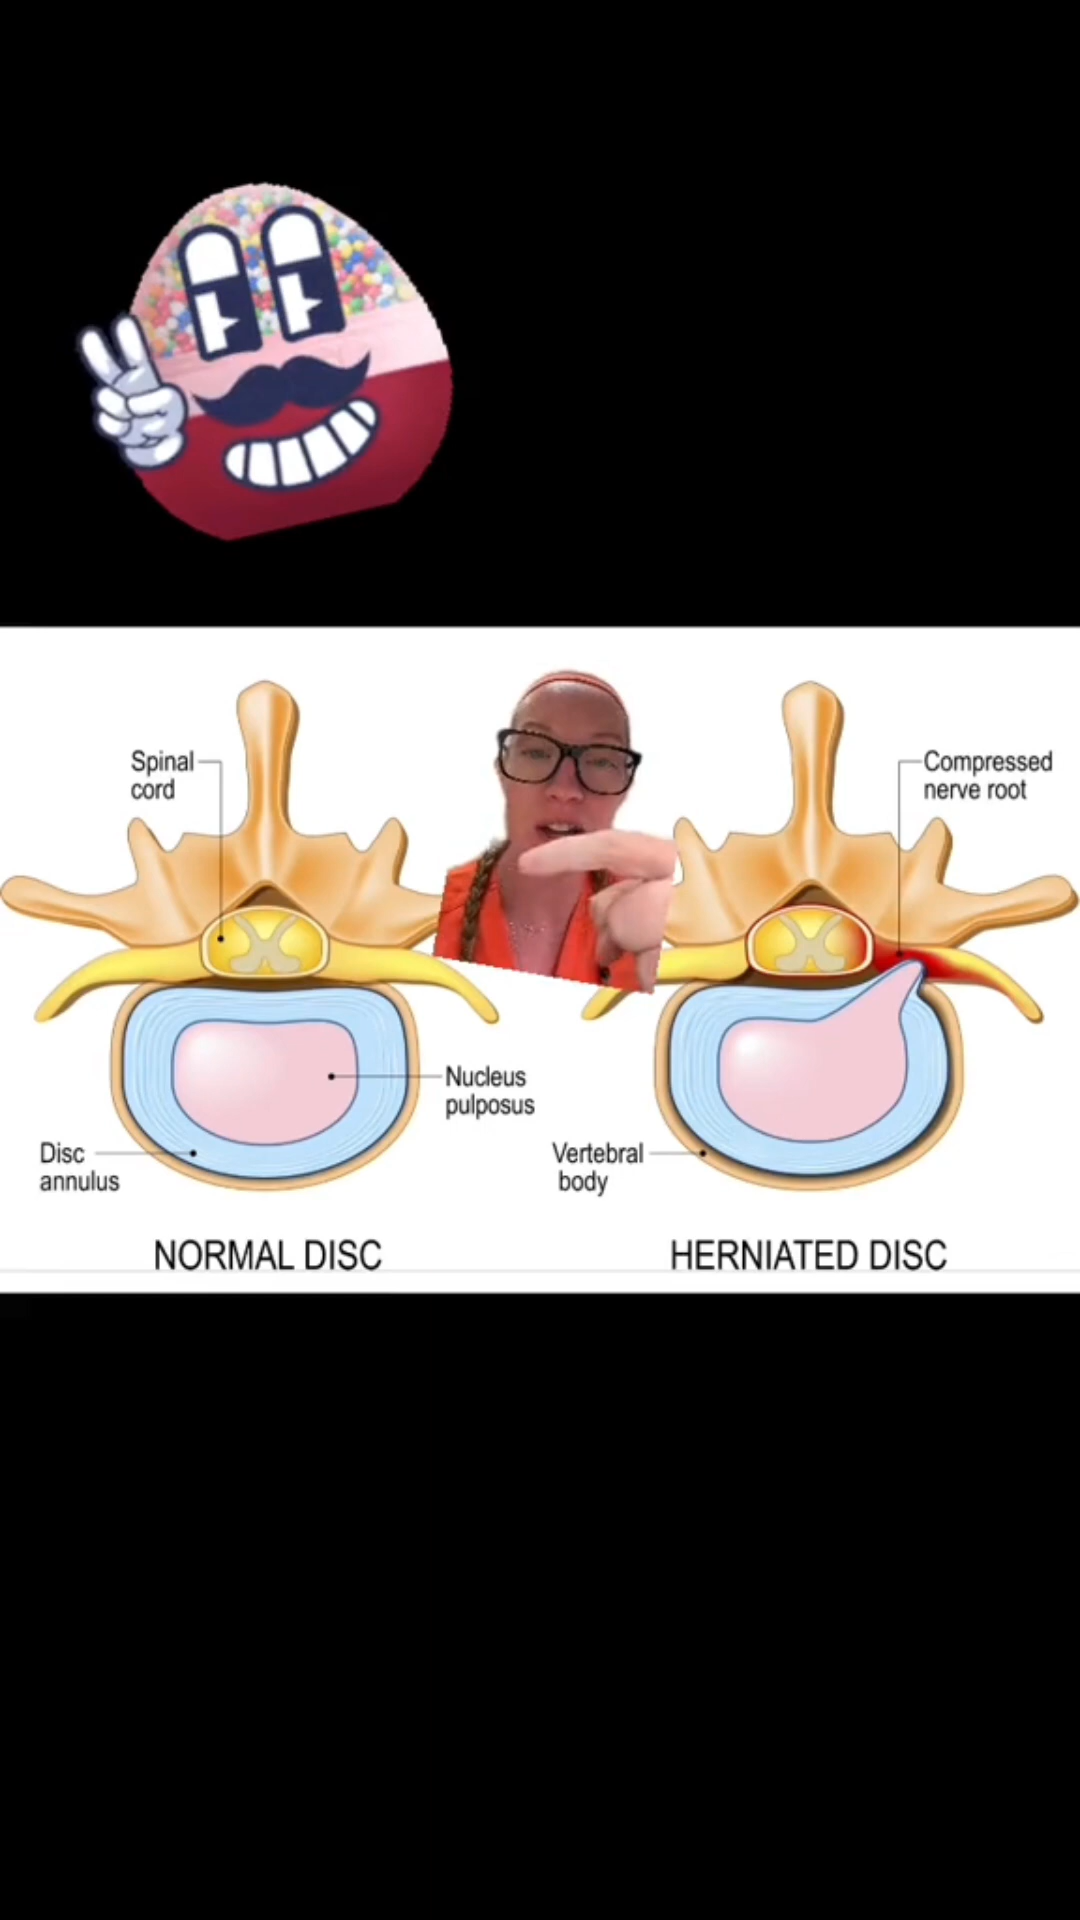 Spinal
cord
Compressed
nerve root
Nucleus
pulposus
Disc
annulus
Vertebral
body
NORMAL DISC
HERNIATED DISC